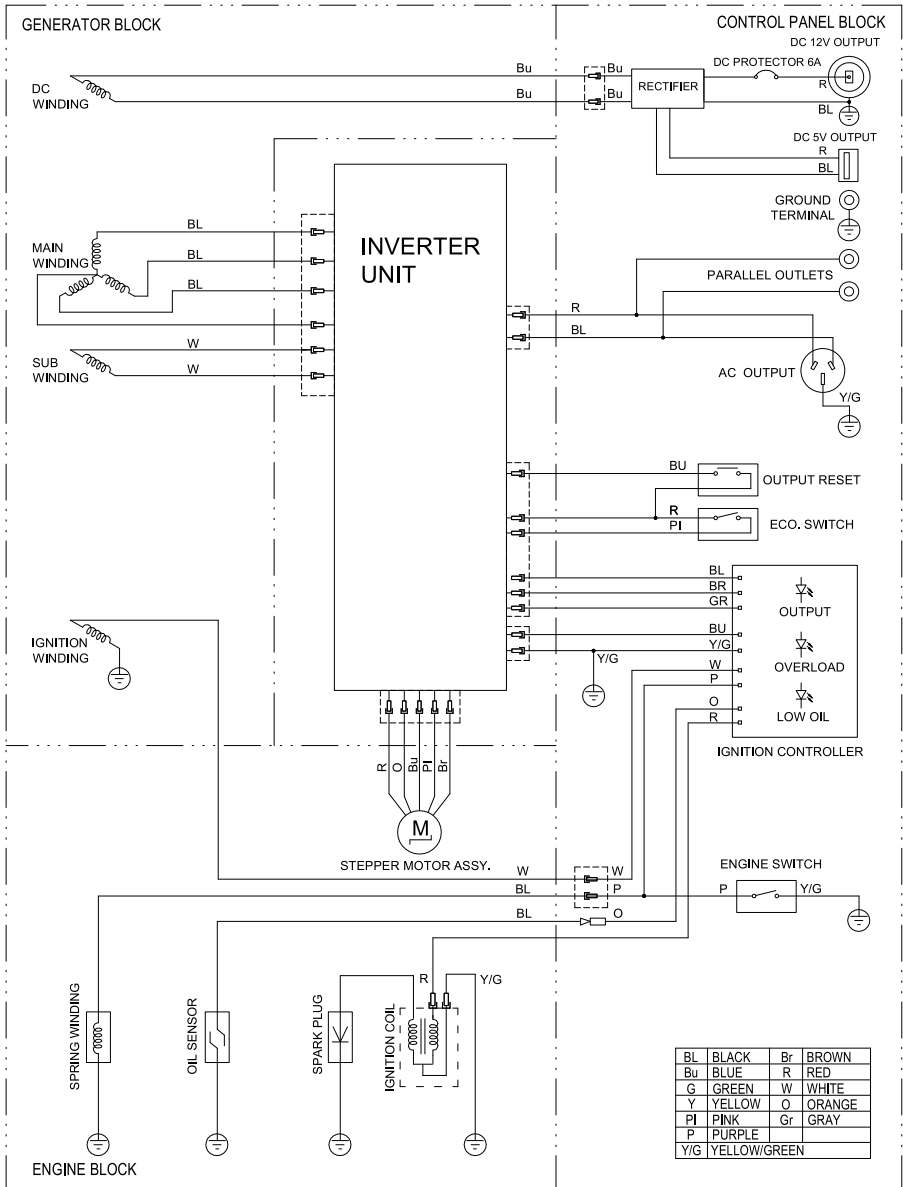 GENERATOR BLOCK
CONTROL PANEL BLOCK
DC 12V OUTPUT
DC PROTECTOR 6A
Bu
Bu
R
DC
WINDING
Bu
Bu
RECTIFIER
BL
DC 5V OUTPUT
R
BL
GROUND
TERMINAL
BL
MAIN
WINDING
BL
BL
INVERTER
UNIT
PARALLEL OUTLETS
R
BL
W
SUB
WINDING
W
AC OUTPUT
Y/G
BU
OUTPUT RESET
R
PI
ECO. SWITCH
BL
BR
GR
OUTPUT
BU
Y/G
Y/G
OVERLOAD
W
P
O
R
LOW OIL
IGNITION CONTROLLER
IGNITION
WINDING
R
O
Bu
PI
Br
M
STEPPER MOTOR ASSY.
W
W
BL
P
ENGINE SWITCH
P
Y/G
BL
O
R
Y/G
SPRING WINDING
OIL SENSOR
SPARK PLUG
IGNITION COIL
BL BLACK Br BROWN
Bu BLUE R RED
G GREEN W WHITE
Y YELLOW O ORANGE
PI PINK Gr GRAY
P PURPLE
Y/G YELLOW/GREEN
ENGINE BLOCK